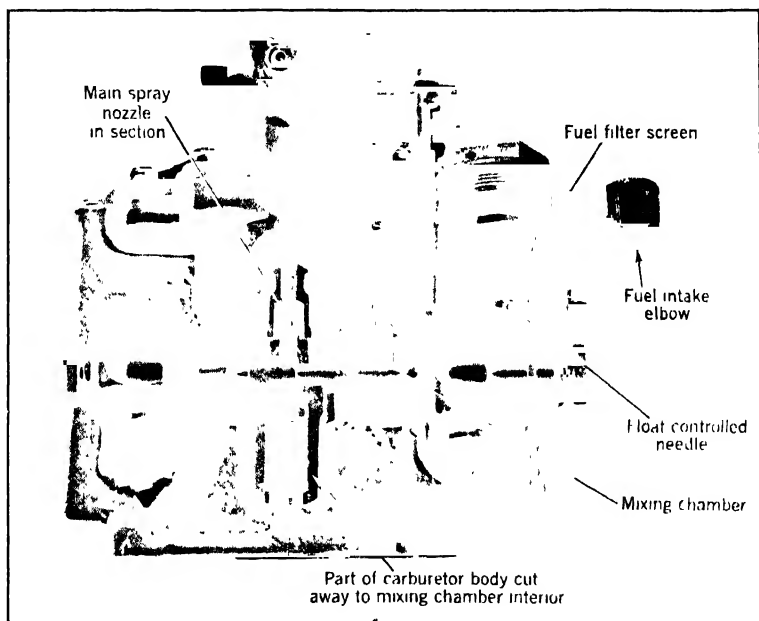 Main spray
nozzle
in section
Fuel filter screen
Fuel intake
elbow
Float controlled
needle
Mixing chamber
Part of carburetor body cut
away to mixing chamber interior